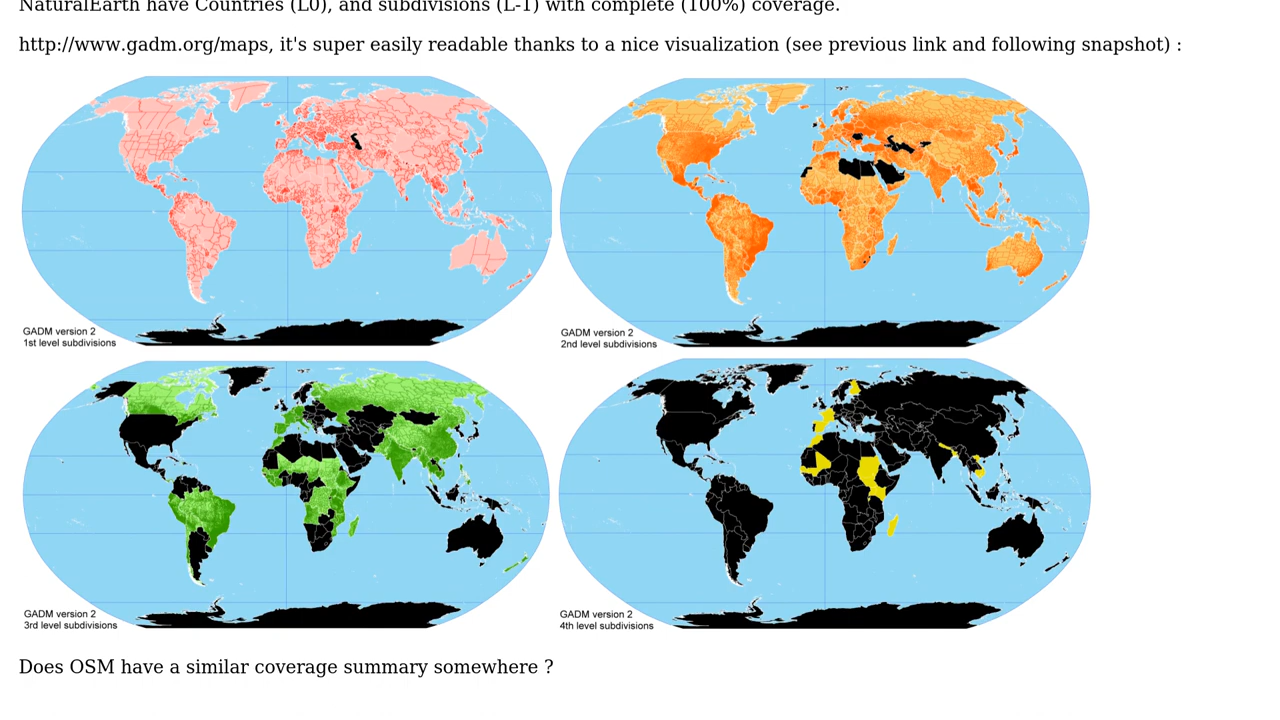 NaturalEarth have Countries (L0), and subdivisions (L-1) with complete (100%) coverage.
http://www.gadm.org/maps, it's super easily readable thanks to a nice visualization (see previous link and following snapshot) :
GADM version 2
1st level subdivisions
GADM version 2
2nd level subdivisions
GADM version 2
3rd level subdivisions
GADM version 2
4th level subdivisions
Does OSM have a similar coverage summary somewhere ?